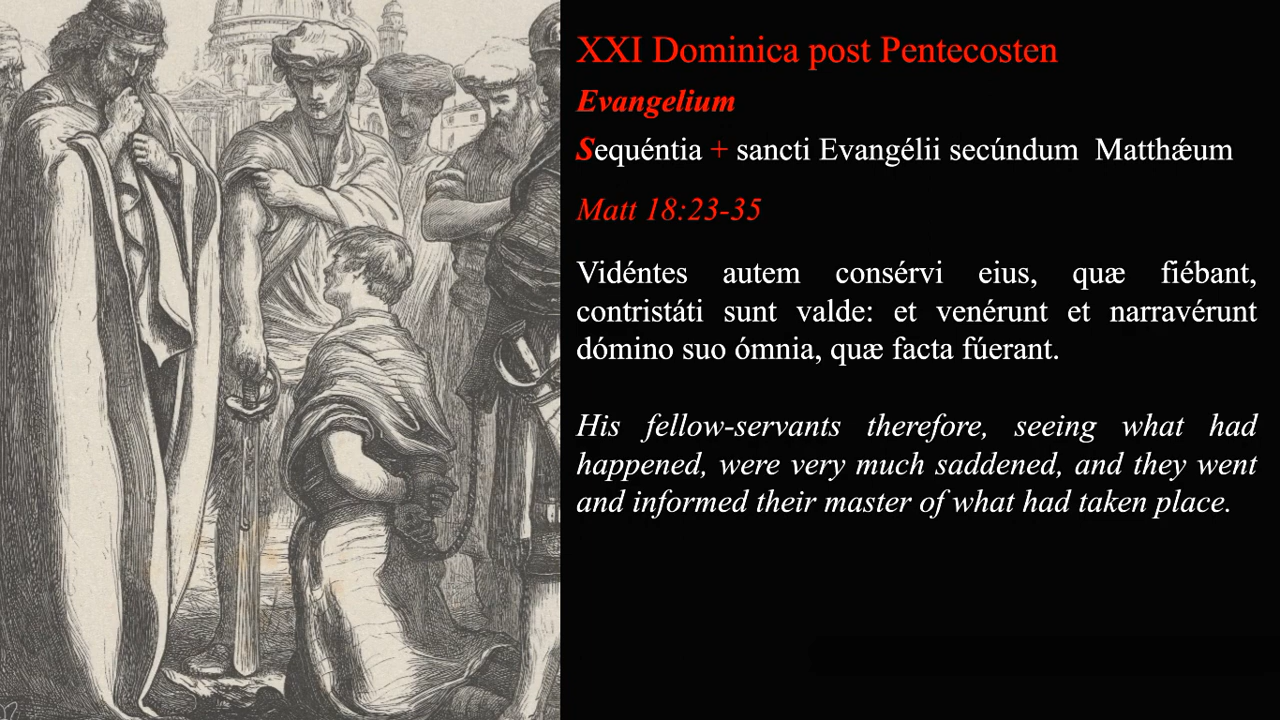 XXI Dominica post Pentecosten
Evangelium
Sequéntia + sancti Evangélii secúndum Matthǽum
Matt 18:23-35
Vidéntes autem consérvi eius, quæ fiébant,
contristáti sunt valde: et venérunt et narravérunt
dómino suo ómnia, quæ facta fúerant.
His fellow-servants therefore, seeing what had
happened, were very much saddened, and they went
and informed their master of what had taken place.